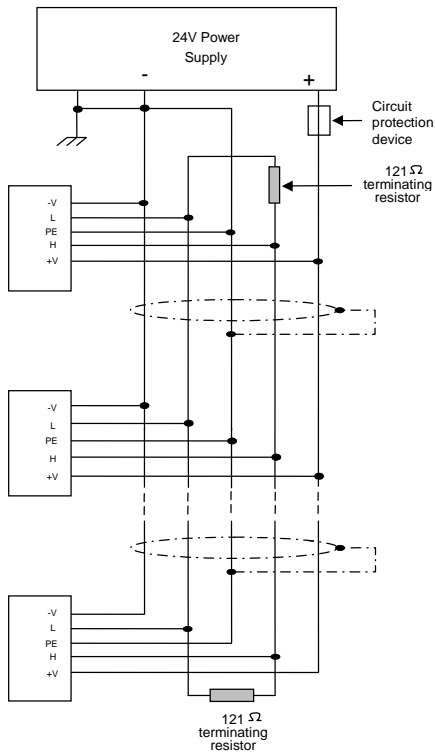 24V Power
Supply
-
+
Circuit
protection
device
121 Ω
terminating
resistor
-V
L
PE
H
+V
-V
L
PE
H
+V
-V
L
PE
H
+V
121 Ω
terminating
resistor